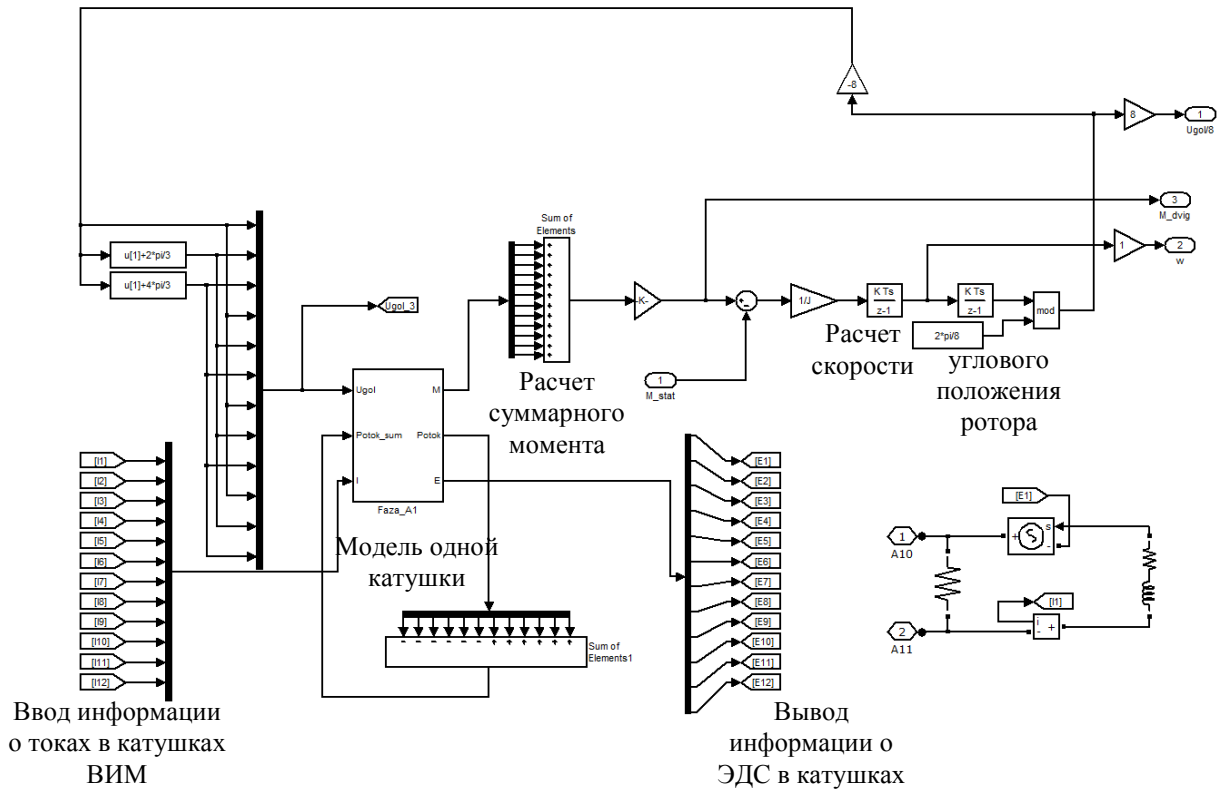 -8
8
1
Ugol/8
3
M_dvig
1
2
w
Sum of
Elements
u[1]+2*pi/3
u[1]+4*pi/3
Ugol_3
-K-
1/J
K Ts
z-1
K Ts
z-1
mod
2*pi/8
1
M_stat
Расчет
скорости
углового
положения
ротора
Расчет
суммарного
момента
Ugol
M
Potok_sum
Potok
I
E
Faza_A1
Модель одной
катушки
Sum of
Elements1
[I1]
[I2]
[I3]
[I4]
[I5]
[I6]
[I7]
[I8]
[I9]
[I10]
[I11]
[I12]
Ввод информации
о токах в катушках
ВИМ
[E1]
[E2]
[E3]
[E4]
[E5]
[E6]
[E7]
[E8]
[E9]
[E10]
[E11]
[E12]
Вывод
информации о
ЭДС в катушках
[E1]
1
A10
+
s
-
[I1]
2
A11
i
-
+